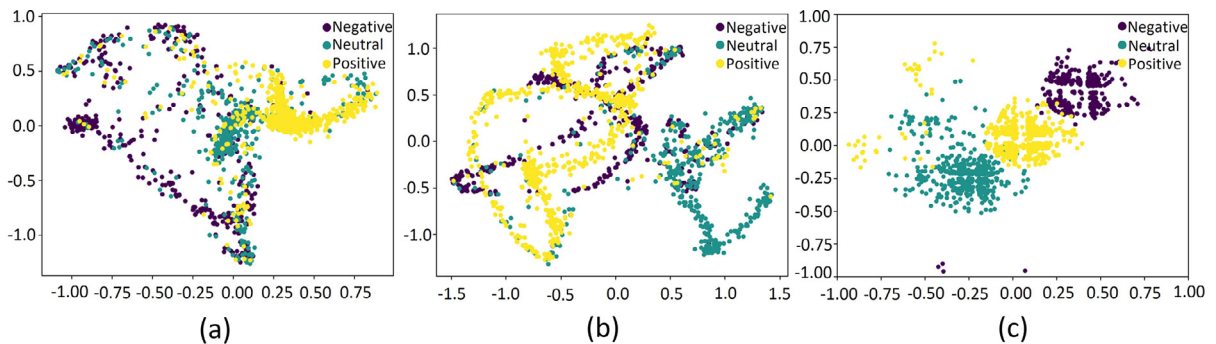 1.0
0.5
0.0
-0.5
-1.0
Negative
Neutral
Positive
-1.00 -0.75 -0.50 -0.25 0.00 0.25 0.50 0.75
(a)
1.0
0.5
0.0
-0.5
-1.0
Negative
Neutral
Positive
-1.5 -1.0 -0.5 0.0 0.5 1.0 1.5
(b)
1.00
0.75
0.50
0.25
0.00
-0.25
-0.50
-0.75
-1.00
Negative
Neutral
Positive
-1.00 -0.75 -0.50 -0.25 0.00 0.25 0.50 0.75 1.00
(c)